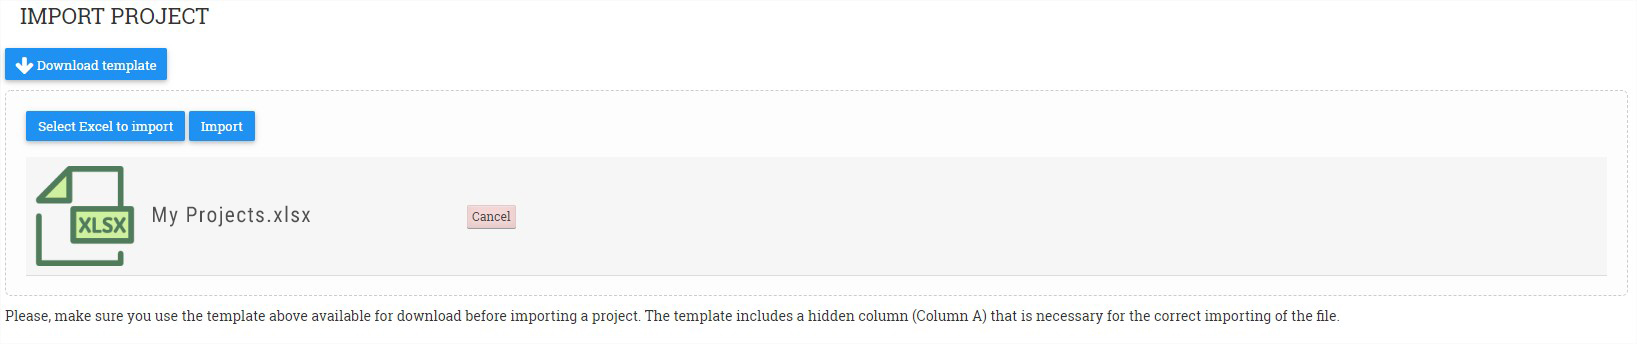 IMPORT PROJECT
Download template
Select Excel to import Import
XLSX My Projects.xlsx Cancel
Please, make sure you use the template above available for download before importing a project. The template includes a hidden column (Column A) that is necessary for the correct importing of the file.